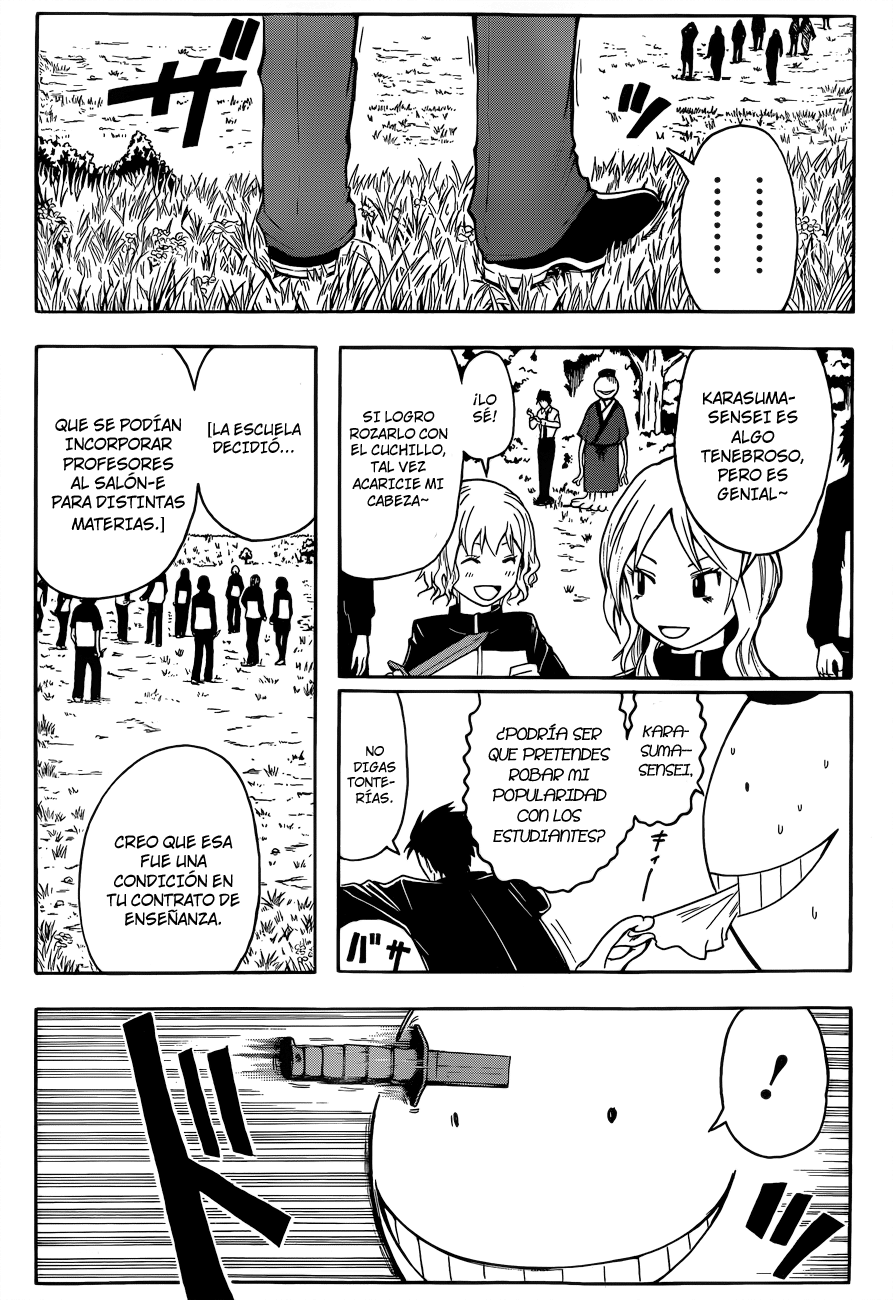 ザ
ッ
⋮⋮
KARASUMA-
SENSEI ES
ALGO
TENEBROSO,
PERO ES
GENIAL~
¡LO
SÉ!
SI LOGRO
ROZARLO CON
EL CUCHILLO,
TAL VEZ
ACARICIE MI
CABEZA~
KARA-
SUMA-
SENSEI,
¿PODRÍA SER
QUE PRETENDES
ROBAR MI
POPULARIDAD
CON LOS
ESTUDIANTES?
キィー
NO
DIGAS
TONTE-
RÍAS.
バサ
[LA ESCUELA
DECIDIÓ...
QUE SE PODÍAN
INCORPORAR
PROFESORES
AL SALÓN-E
PARA DISTINTAS
MATERIAS.]
CREO QUE ESA
FUE UNA
CONDICIÓN EN
TU CONTRATO DE
ENSEÑANZA.
!
ド
ッ